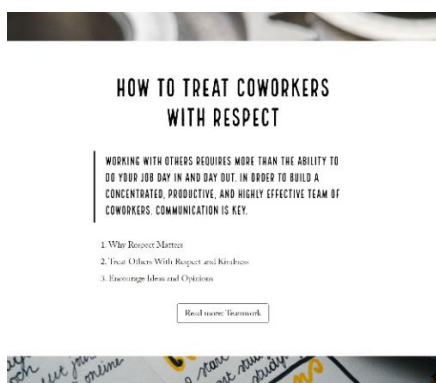 HOW TO TREAT COWORKERS
WITH RESPECT
WORKING WITH OTHERS REQUIRES MORE THAN THE ABILITY TO
DO YOUR JOB DAY IN AND DAY OUT. IN ORDER TO BUILD A
CONCENTRATED, PRODUCTIVE, AND HIGHLY EFFECTIVE TEAM OF
COWORKERS. COMMUNICATION IS KEY.
1. Why Respect Matters
2. Treat Others With Respect and Kindness
3. Encourage Ideas and Opinions
Read more: Teamwork
online
start
study